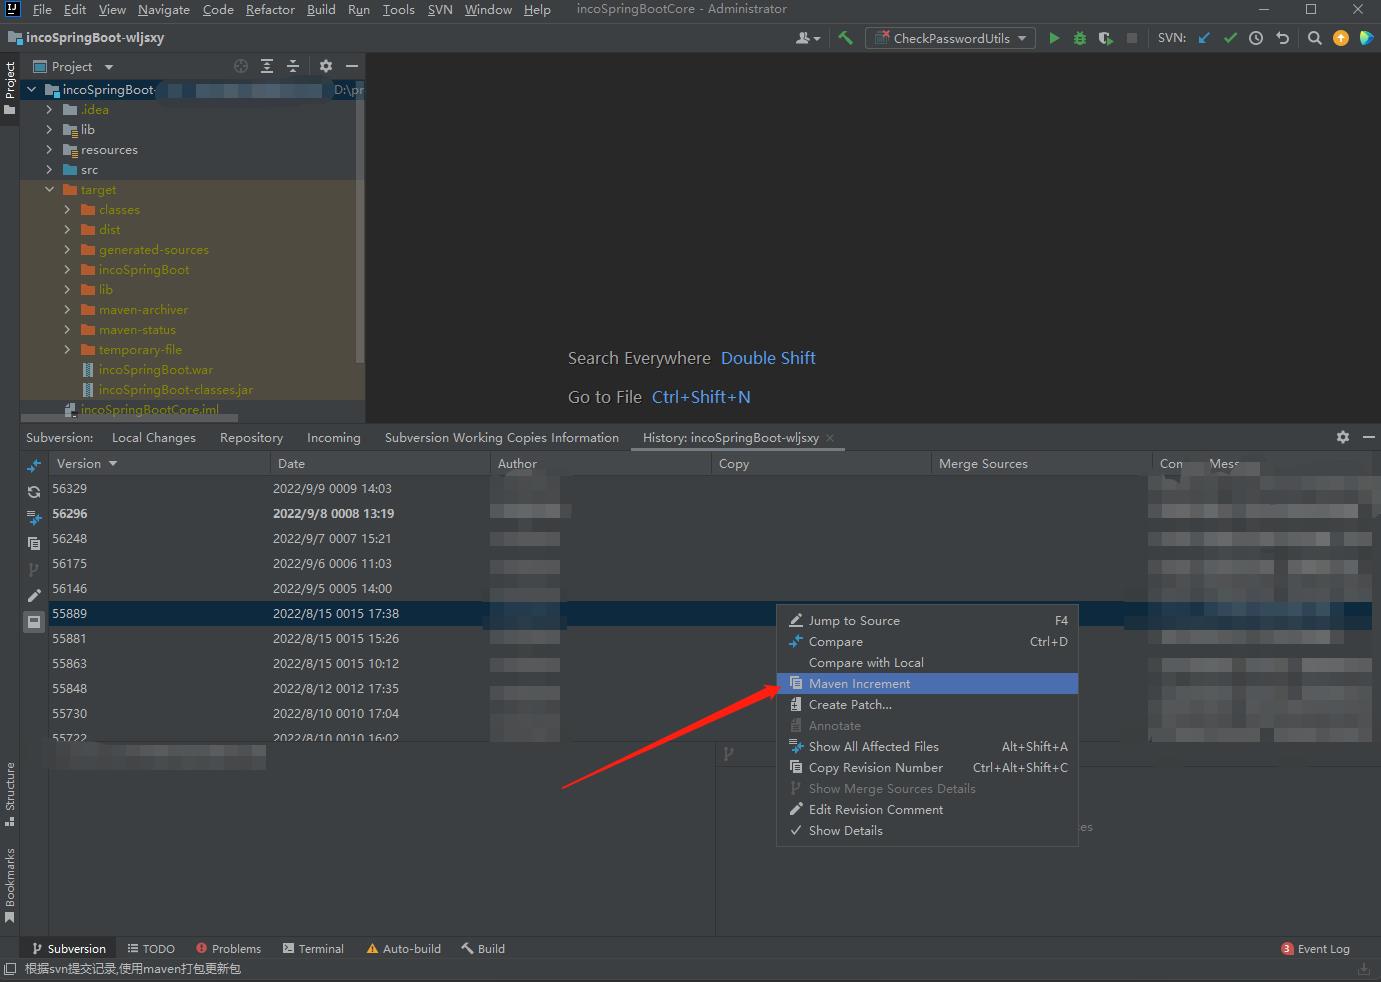 File Edit View Navigate Code Refactor Build Run Tools SVN Window Help incoSpringBootCore - Administrator
incoSpringBoot-wljsxy
CheckPasswordUtils
SVN:
Project
Project
incoSpringBoot-
D:\pr
.idea
lib
resources
src
target
classes
dist
generated-sources
incoSpringBoot
lib
maven-archiver
maven-status
temporary-file
incoSpringBoot.war
incoSpringBoot-classes.jar
incoSpringBootCore.iml
Search Everywhere Double Shift
Go to File Ctrl+Shift+N
Subversion: Local Changes Repository Incoming Subversion Working Copies Information History: incoSpringBoot-wljsxy
Version Date Author Copy Merge Sources Com Mess
56329 2022/9/9 0009 14:03
56296 2022/9/8 0008 13:19
56248 2022/9/7 0007 15:21
56175 2022/9/6 0006 11:03
56146 2022/9/5 0005 14:00
55889 2022/8/15 0015 17:38
55881 2022/8/15 0015 15:26
55863 2022/8/15 0015 10:12
55848 2022/8/12 0012 17:35
55730 2022/8/10 0010 17:04
55722 2022/8/10 0010 16:02
Jump to Source F4
Compare Ctrl+D
Compare with Local
Maven Increment
Create Patch...
Annotate
Show All Affected Files Alt+Shift+A
Copy Revision Number Ctrl+Alt+Shift+C
Show Merge Sources Details
Edit Revision Comment
Show Details
es
Structure
Bookmarks
Subversion TODO Problems Terminal Auto-build Build
3 Event Log
根据svn提交记录,使用maven打包更新包